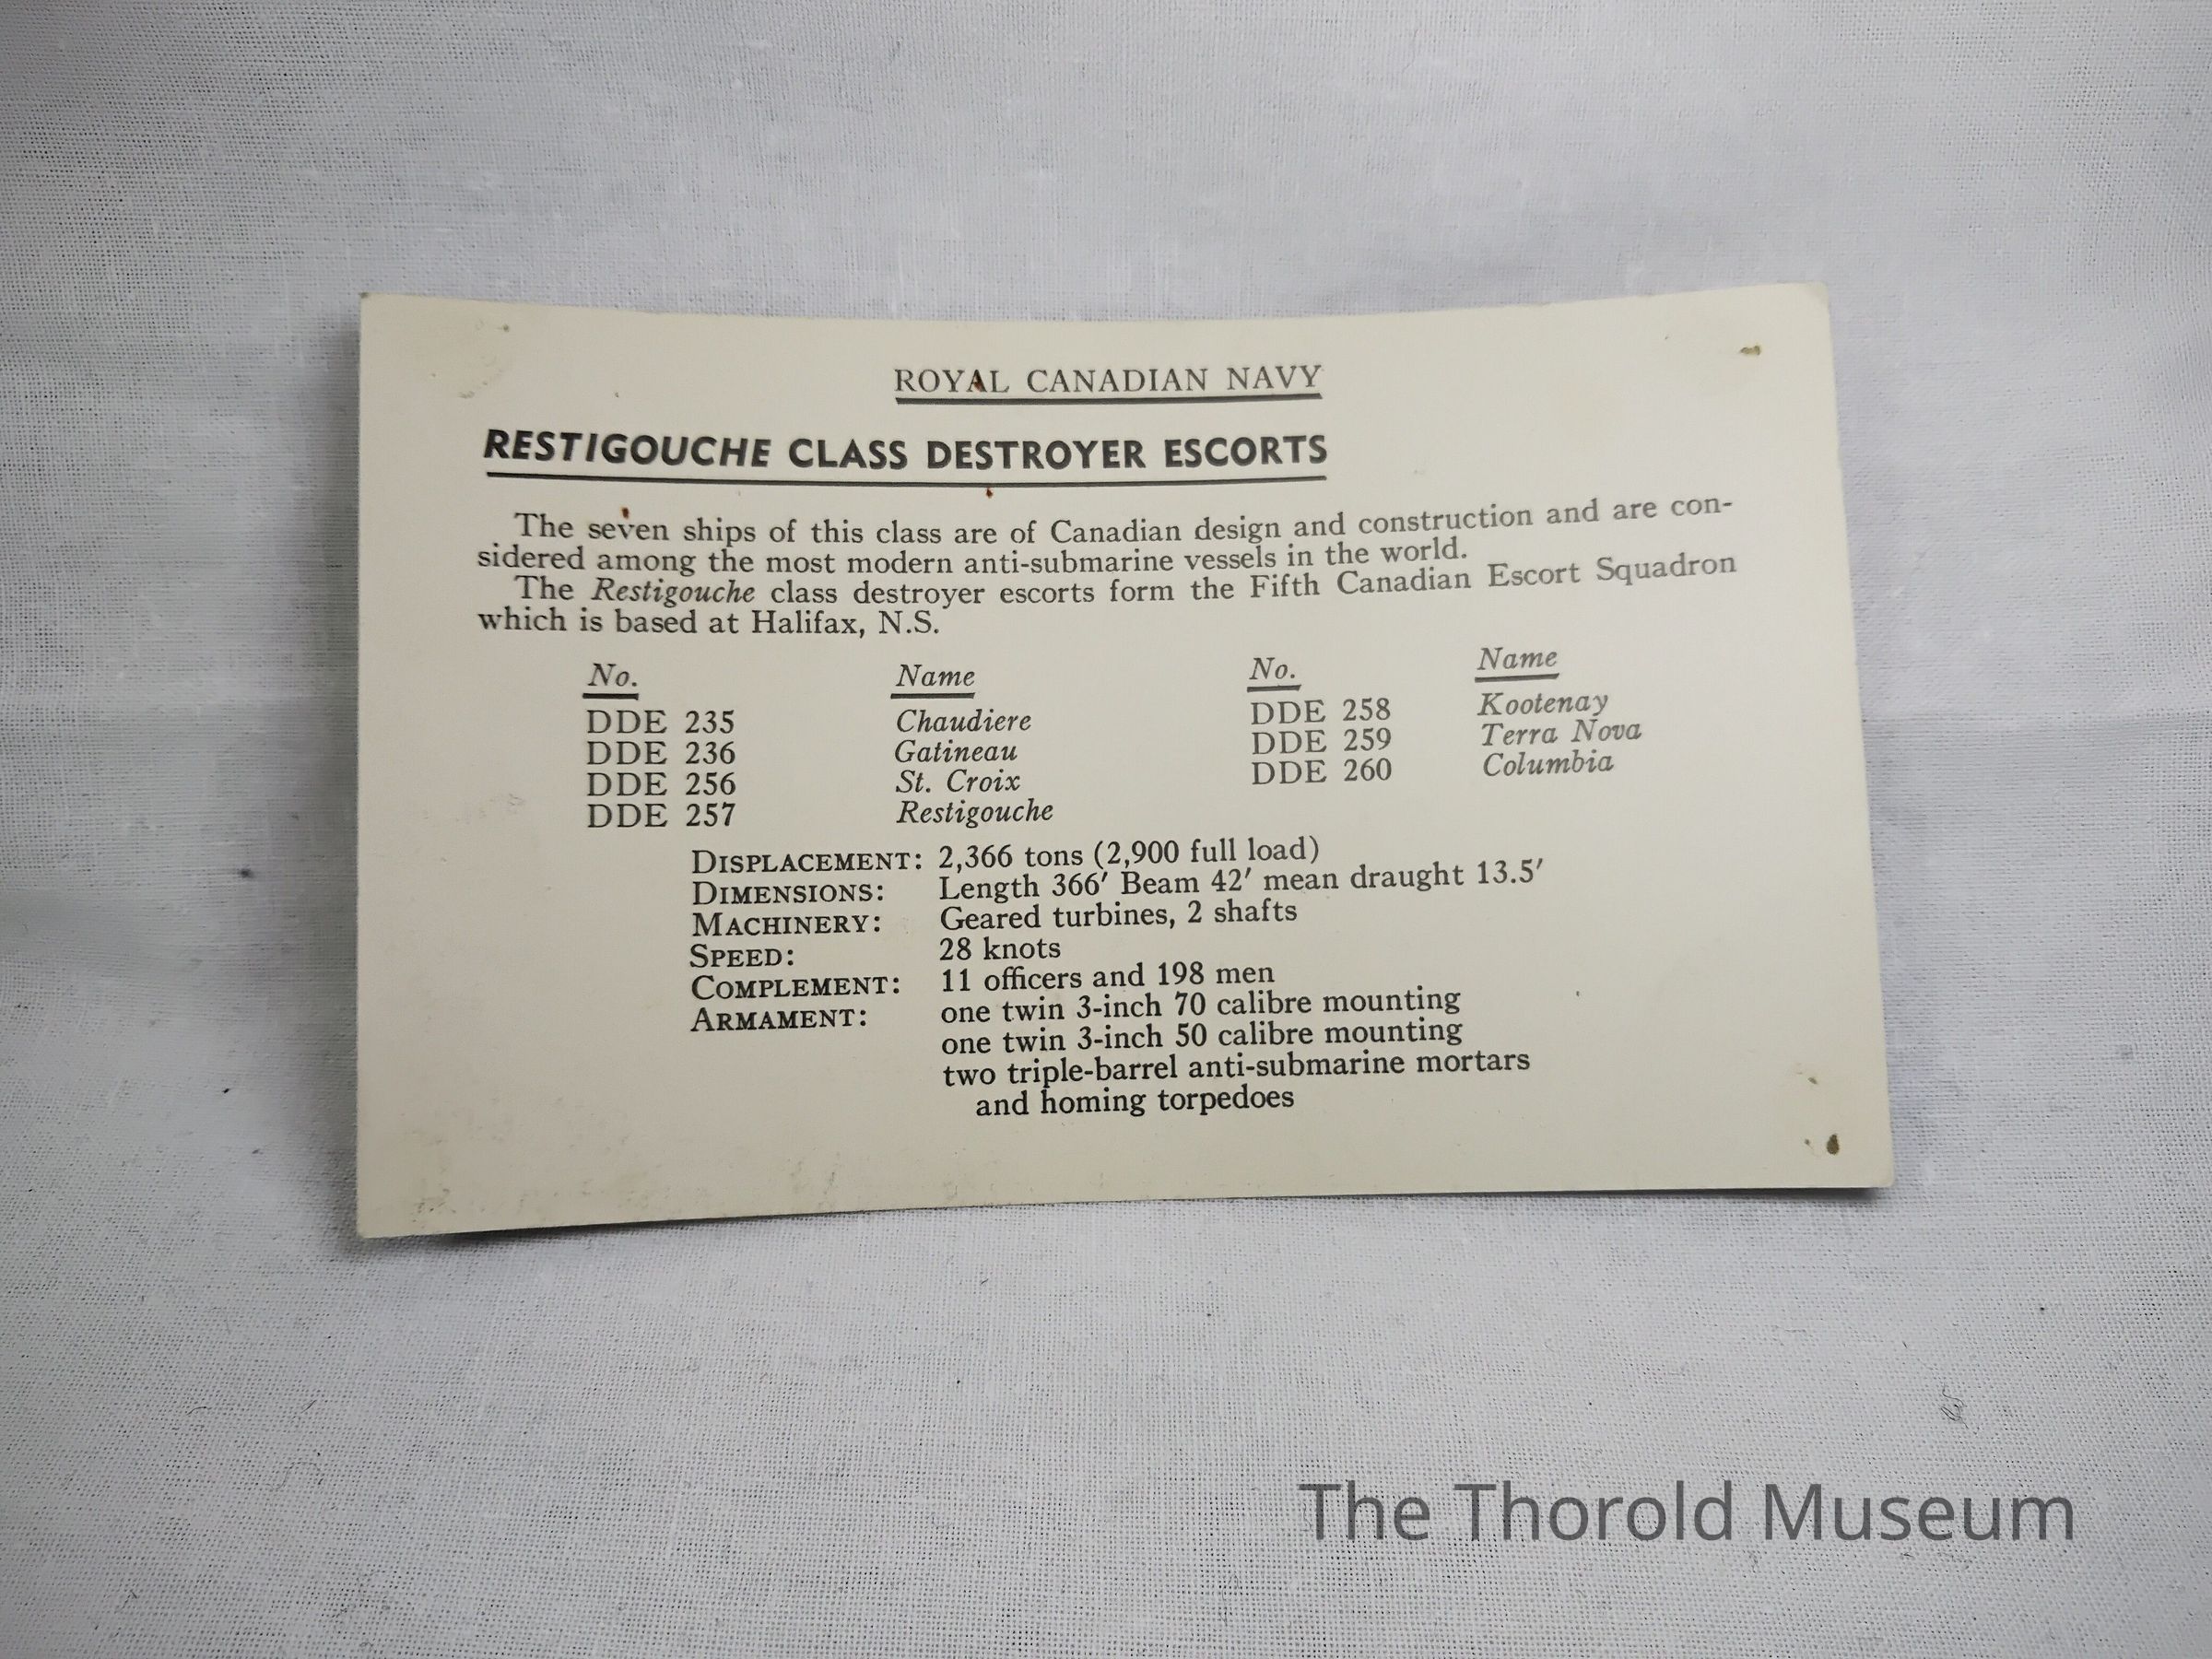 ROYAL CANADIAN NAVY
RESTIGOUCHE CLASS DESTROYER ESCORTS
The seven ships of this class are of Canadian design and construction and are con-
sidered among the most modern anti-submarine vessels in the world.
The Restigouche class destroyer escorts form the Fifth Canadian Escort Squadron
which is based at Halifax, N.S.
No. Name No. Name
DDE 235 Chaudiere DDE 258 Kootenay
DDE 236 Gatineau DDE 259 Terra Nova
DDE 256 St. Croix DDE 260 Columbia
DDE 257 Restigouche
DISPLACEMENT: 2,366 tons (2,900 full load)
DIMENSIONS: Length 366′ Beam 42′ mean draught 13.5′
MACHINERY: Geared turbines, 2 shafts
SPEED: 28 knots
COMPLEMENT: 11 officers and 198 men
ARMAMENT: one twin 3-inch 70 calibre mounting
one twin 3-inch 50 calibre mounting
two triple-barrel anti-submarine mortars
and homing torpedoes
The Thorold Museum